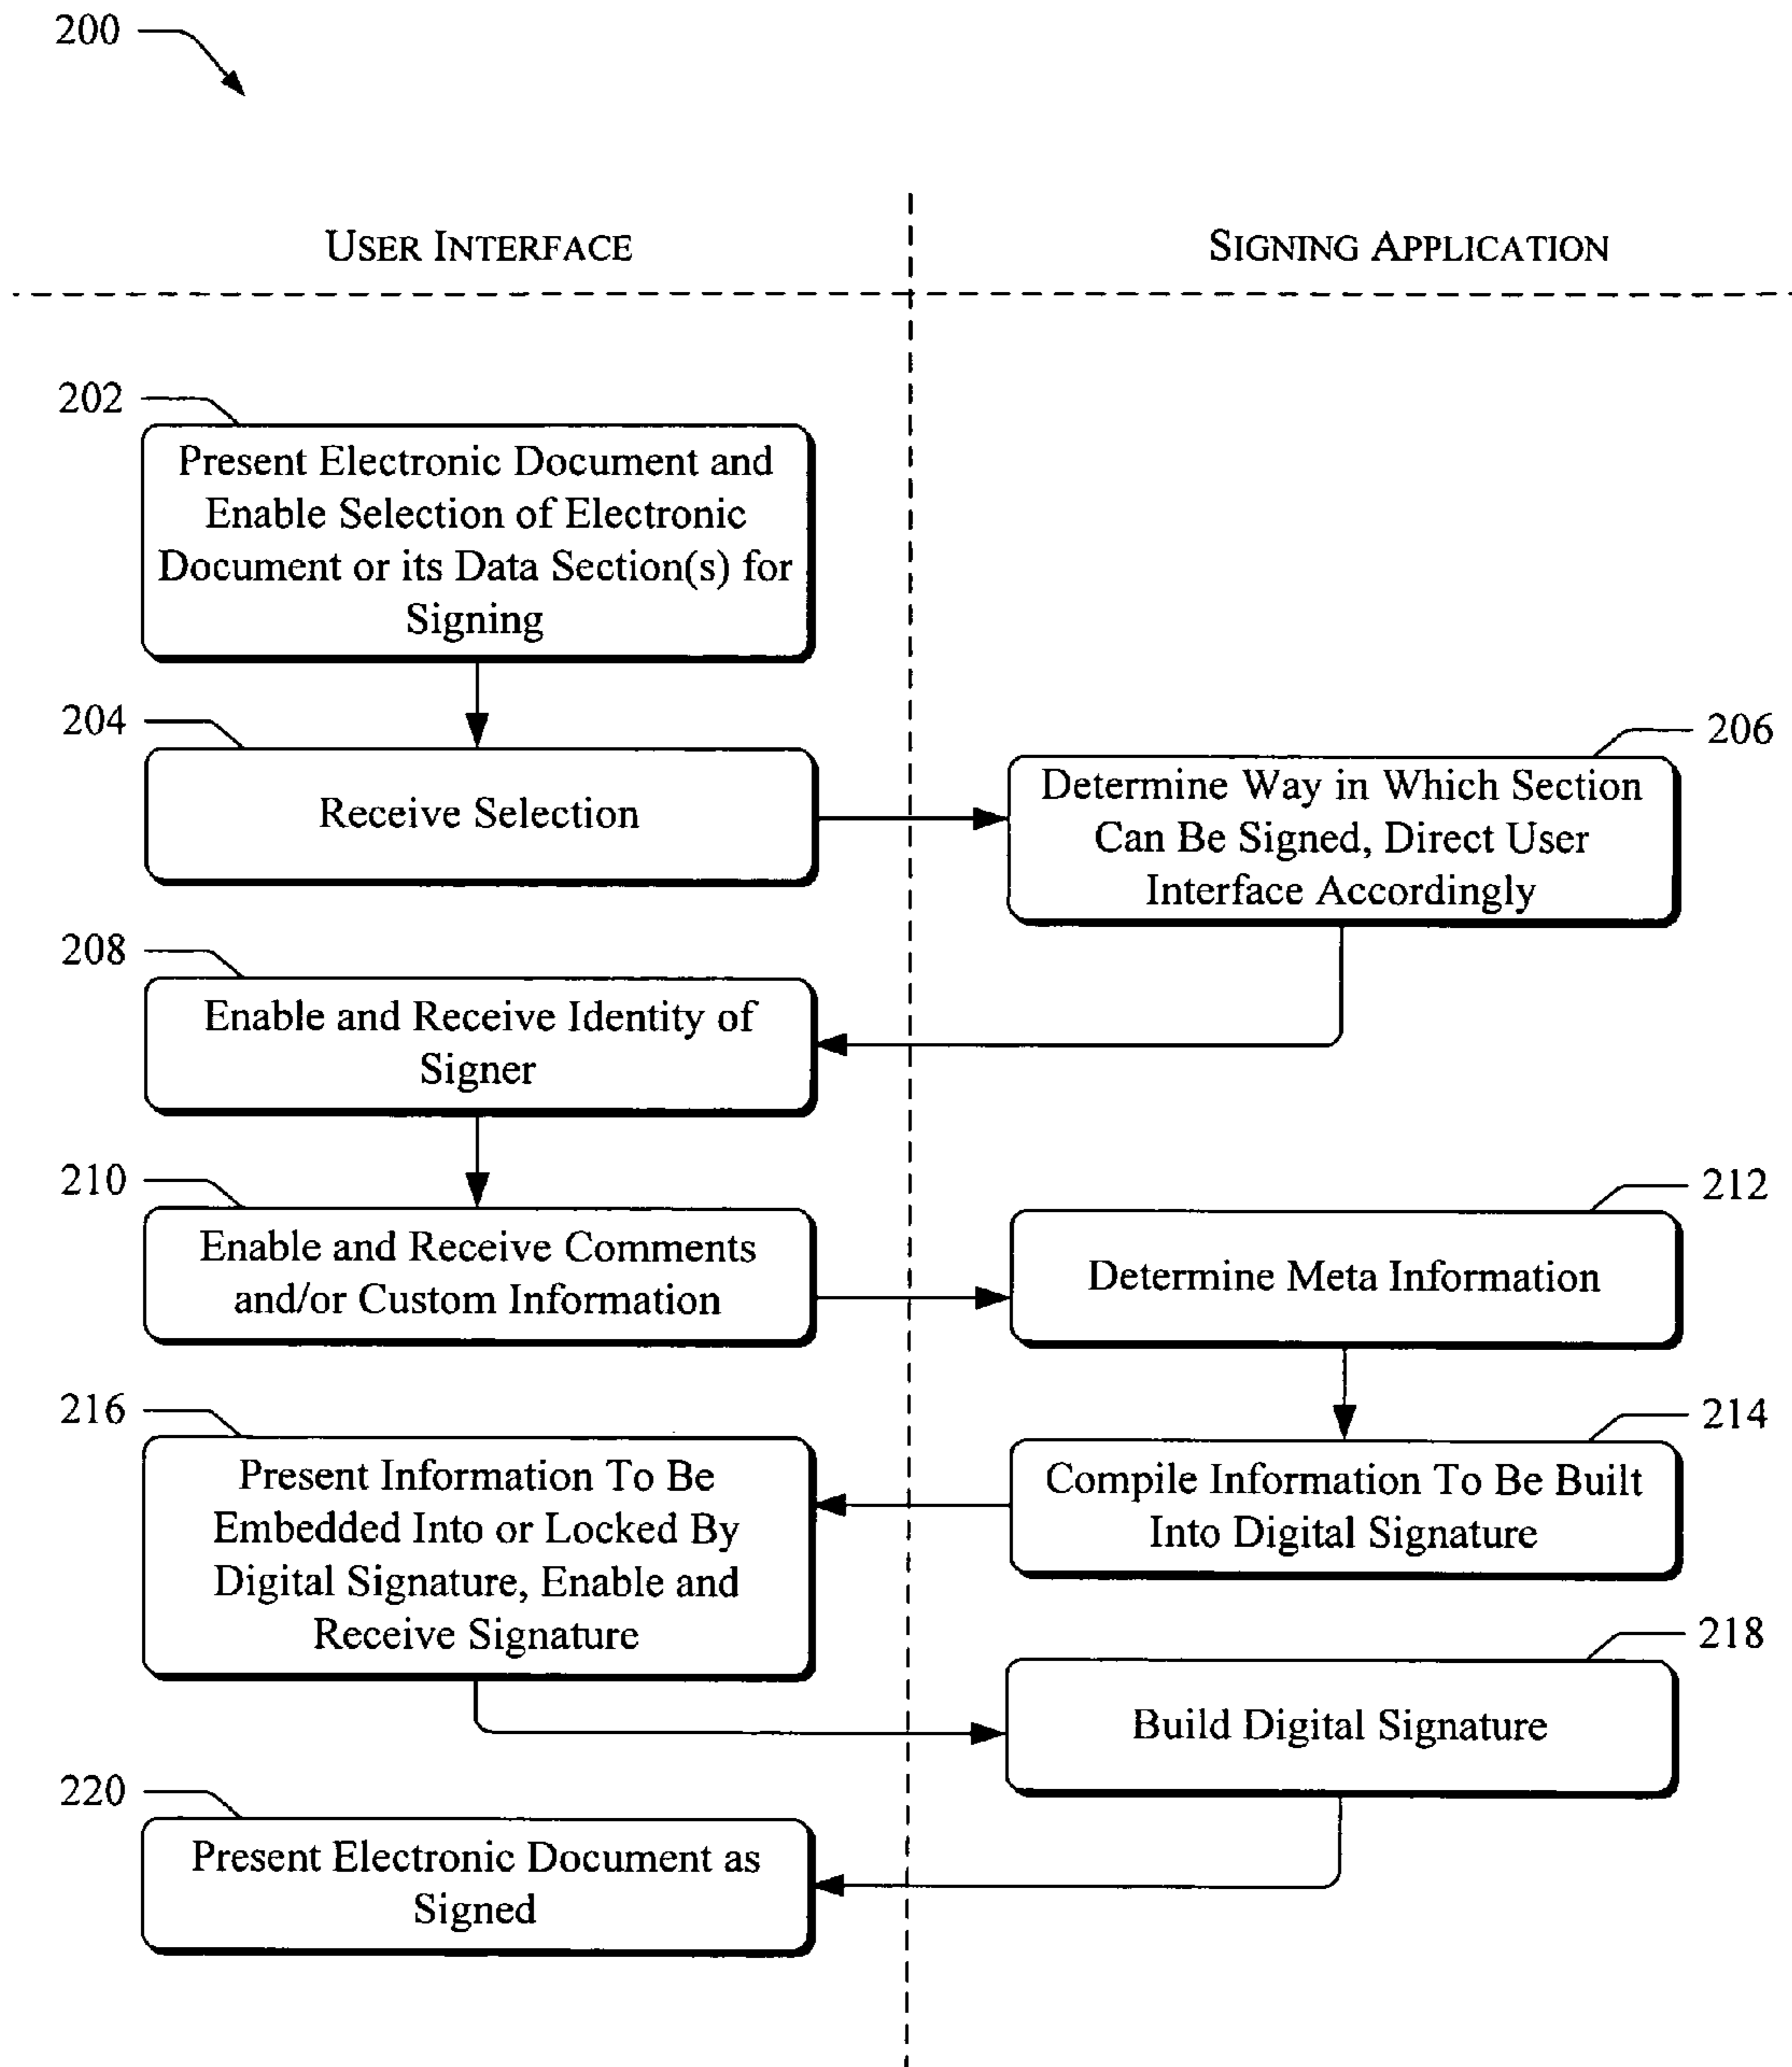 200
USER INTERFACE
SIGNING APPLICATION
202
Present Electronic Document and
Enable Selection of Electronic
Document or its Data Section(s) for
Signing
204
Receive Selection
206
Determine Way in Which Section
Can Be Signed, Direct User
Interface Accordingly
208
Enable and Receive Identity of
Signer
210
Enable and Receive Comments
and/or Custom Information
212
Determine Meta Information
214
Compile Information To Be Built
Into Digital Signature
216
Present Information To Be
Embedded Into or Locked By
Digital Signature, Enable and
Receive Signature
218
Build Digital Signature
220
Present Electronic Document as
Signed